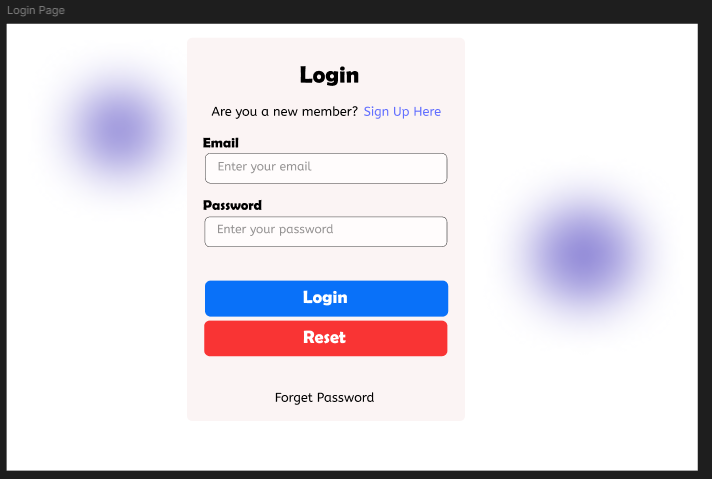 Login Page
Login
Are you a new member? Sign Up Here
Email
Enter your email
Password
Enter your password
Login
Reset
Forget Password